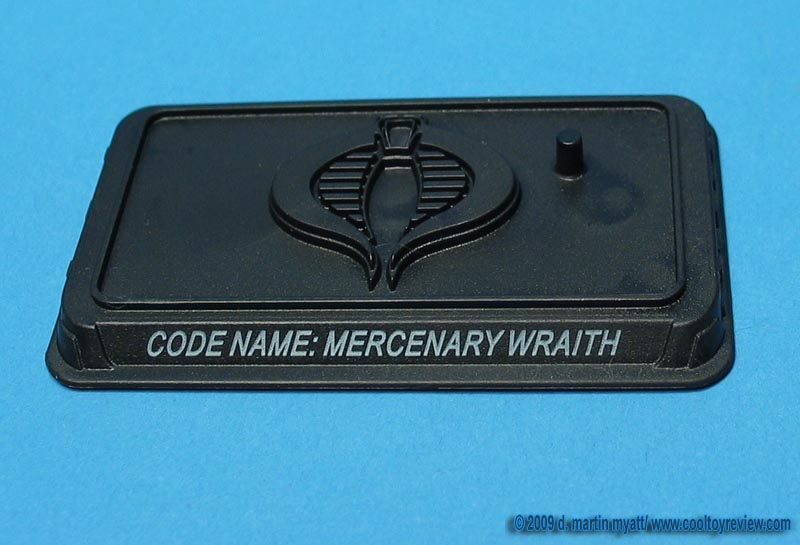 CODE NAME: MERCENARY WRAITH
© 2009 d. martin myatt/ www.cooltoyreview.com